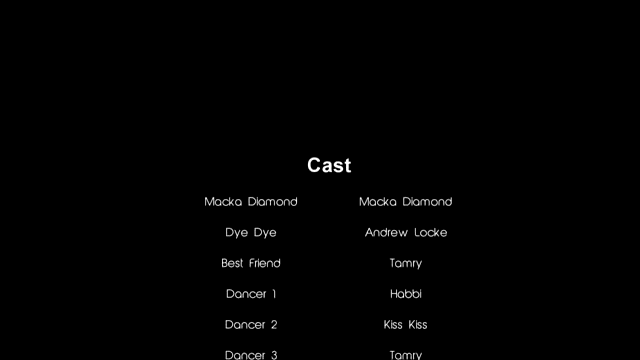 Cast
Macka Diamond Macka Diamond
Dye Dye Andrew Locke
Best Friend Tamry
Dancer 1 Habbi
Dancer 2 Kiss Kiss
Dancer 3 Tamry